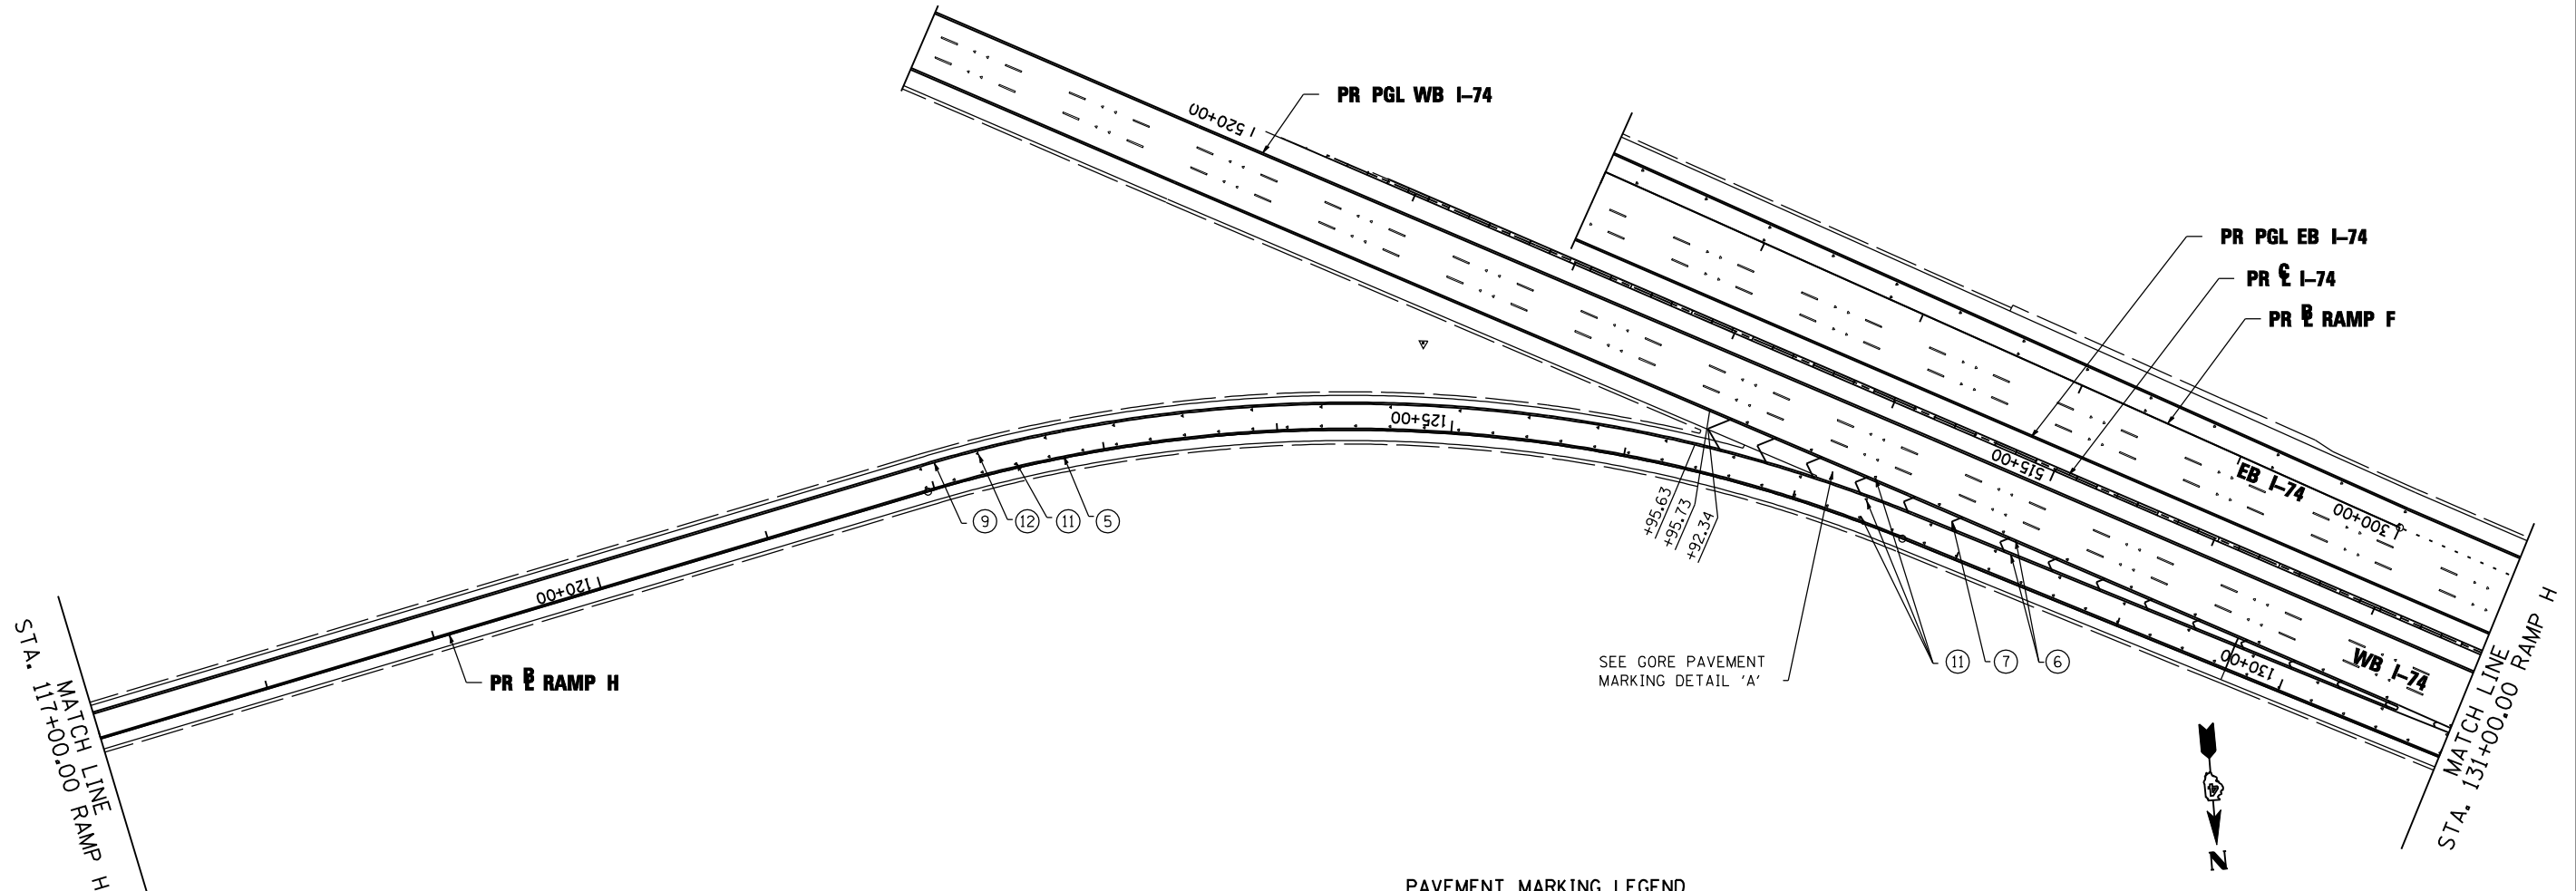 PR PGL WB I-74
520+00
PR PGL EB I-74
PR ℄ I-74
PR BL RAMP F
125+00
515+00
EB I-74
300+00
9
12
11
5
+95.63
+95.73
+92.34
120+00
SEE GORE PAVEMENT
MARKING DETAIL 'A'
11
7
6
130+00
WB I-74
PR BL RAMP H
MATCH LINE
STA. 117+00.00 RAMP H
MATCH LINE
STA. 131+00.00 RAMP H
N
PAVEMENT MARKING LEGEND